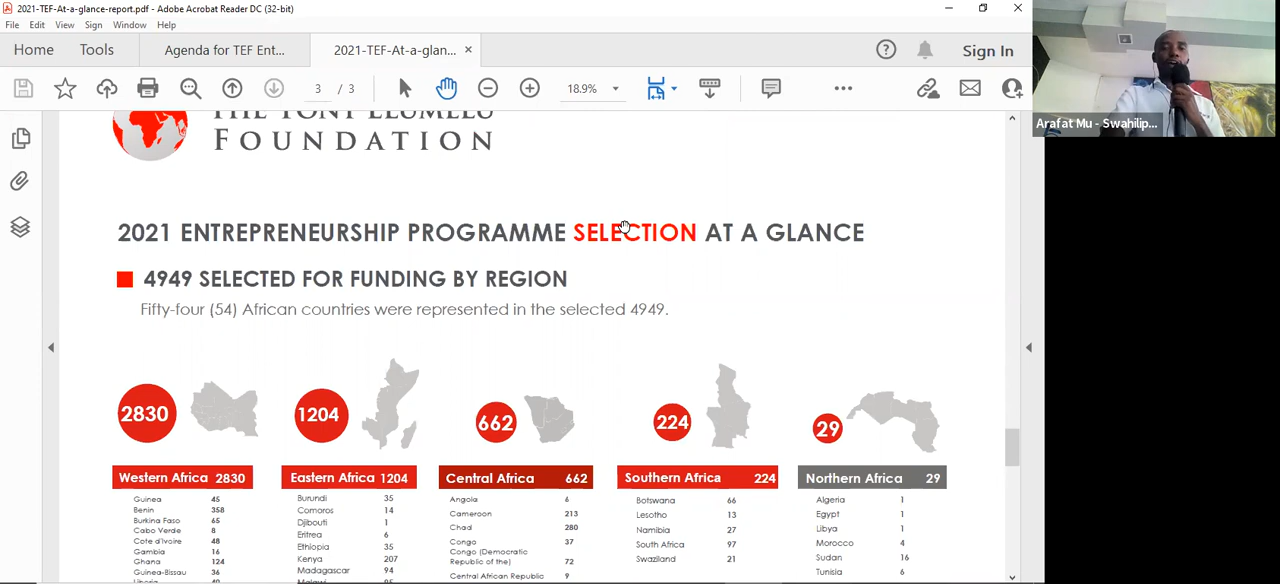 2021-TEF-At-a-glance-report.pdf - Adobe Acrobat Reader DC (32-bit)
File Edit View Sign Window Help
Home Tools Agenda for TEF Ent... 2021-TEF-At-a-glan... × Sign In
3 / 3 18.9%
Arafat Mu - Swahilip...
THE TONY ELUMELU
FOUNDATION
2021 ENTREPRENEURSHIP PROGRAMME SELECTION AT A GLANCE
4949 SELECTED FOR FUNDING BY REGION
Fifty-four (54) African countries were represented in the selected 4949.
2830 1204 662 224 29
Western Africa 2830
Guinea 45
Benin 358
Burkina Faso 65
Cabo Verde 8
Cote d'Ivoire 48
Gambia 16
Ghana 124
Guinea-Bissau 36
Liberia
Eastern Africa 1204
Burundi 35
Comoros 14
Djibouti 1
Eritrea 6
Ethiopia 35
Kenya 207
Madagascar 94
Malawi
Central Africa 662
Angola 6
Cameroon 213
Chad 280
Congo 37
Congo (Democratic
Republic of the) 72
Central African Republic 9
Southern Africa 224
Botswana 66
Lesotho 13
Namibia 27
South Africa 97
Swaziland 21
Northern Africa 29
Algeria 1
Egypt 1
Libya 1
Morocco 4
Sudan 16
Tunisia 6